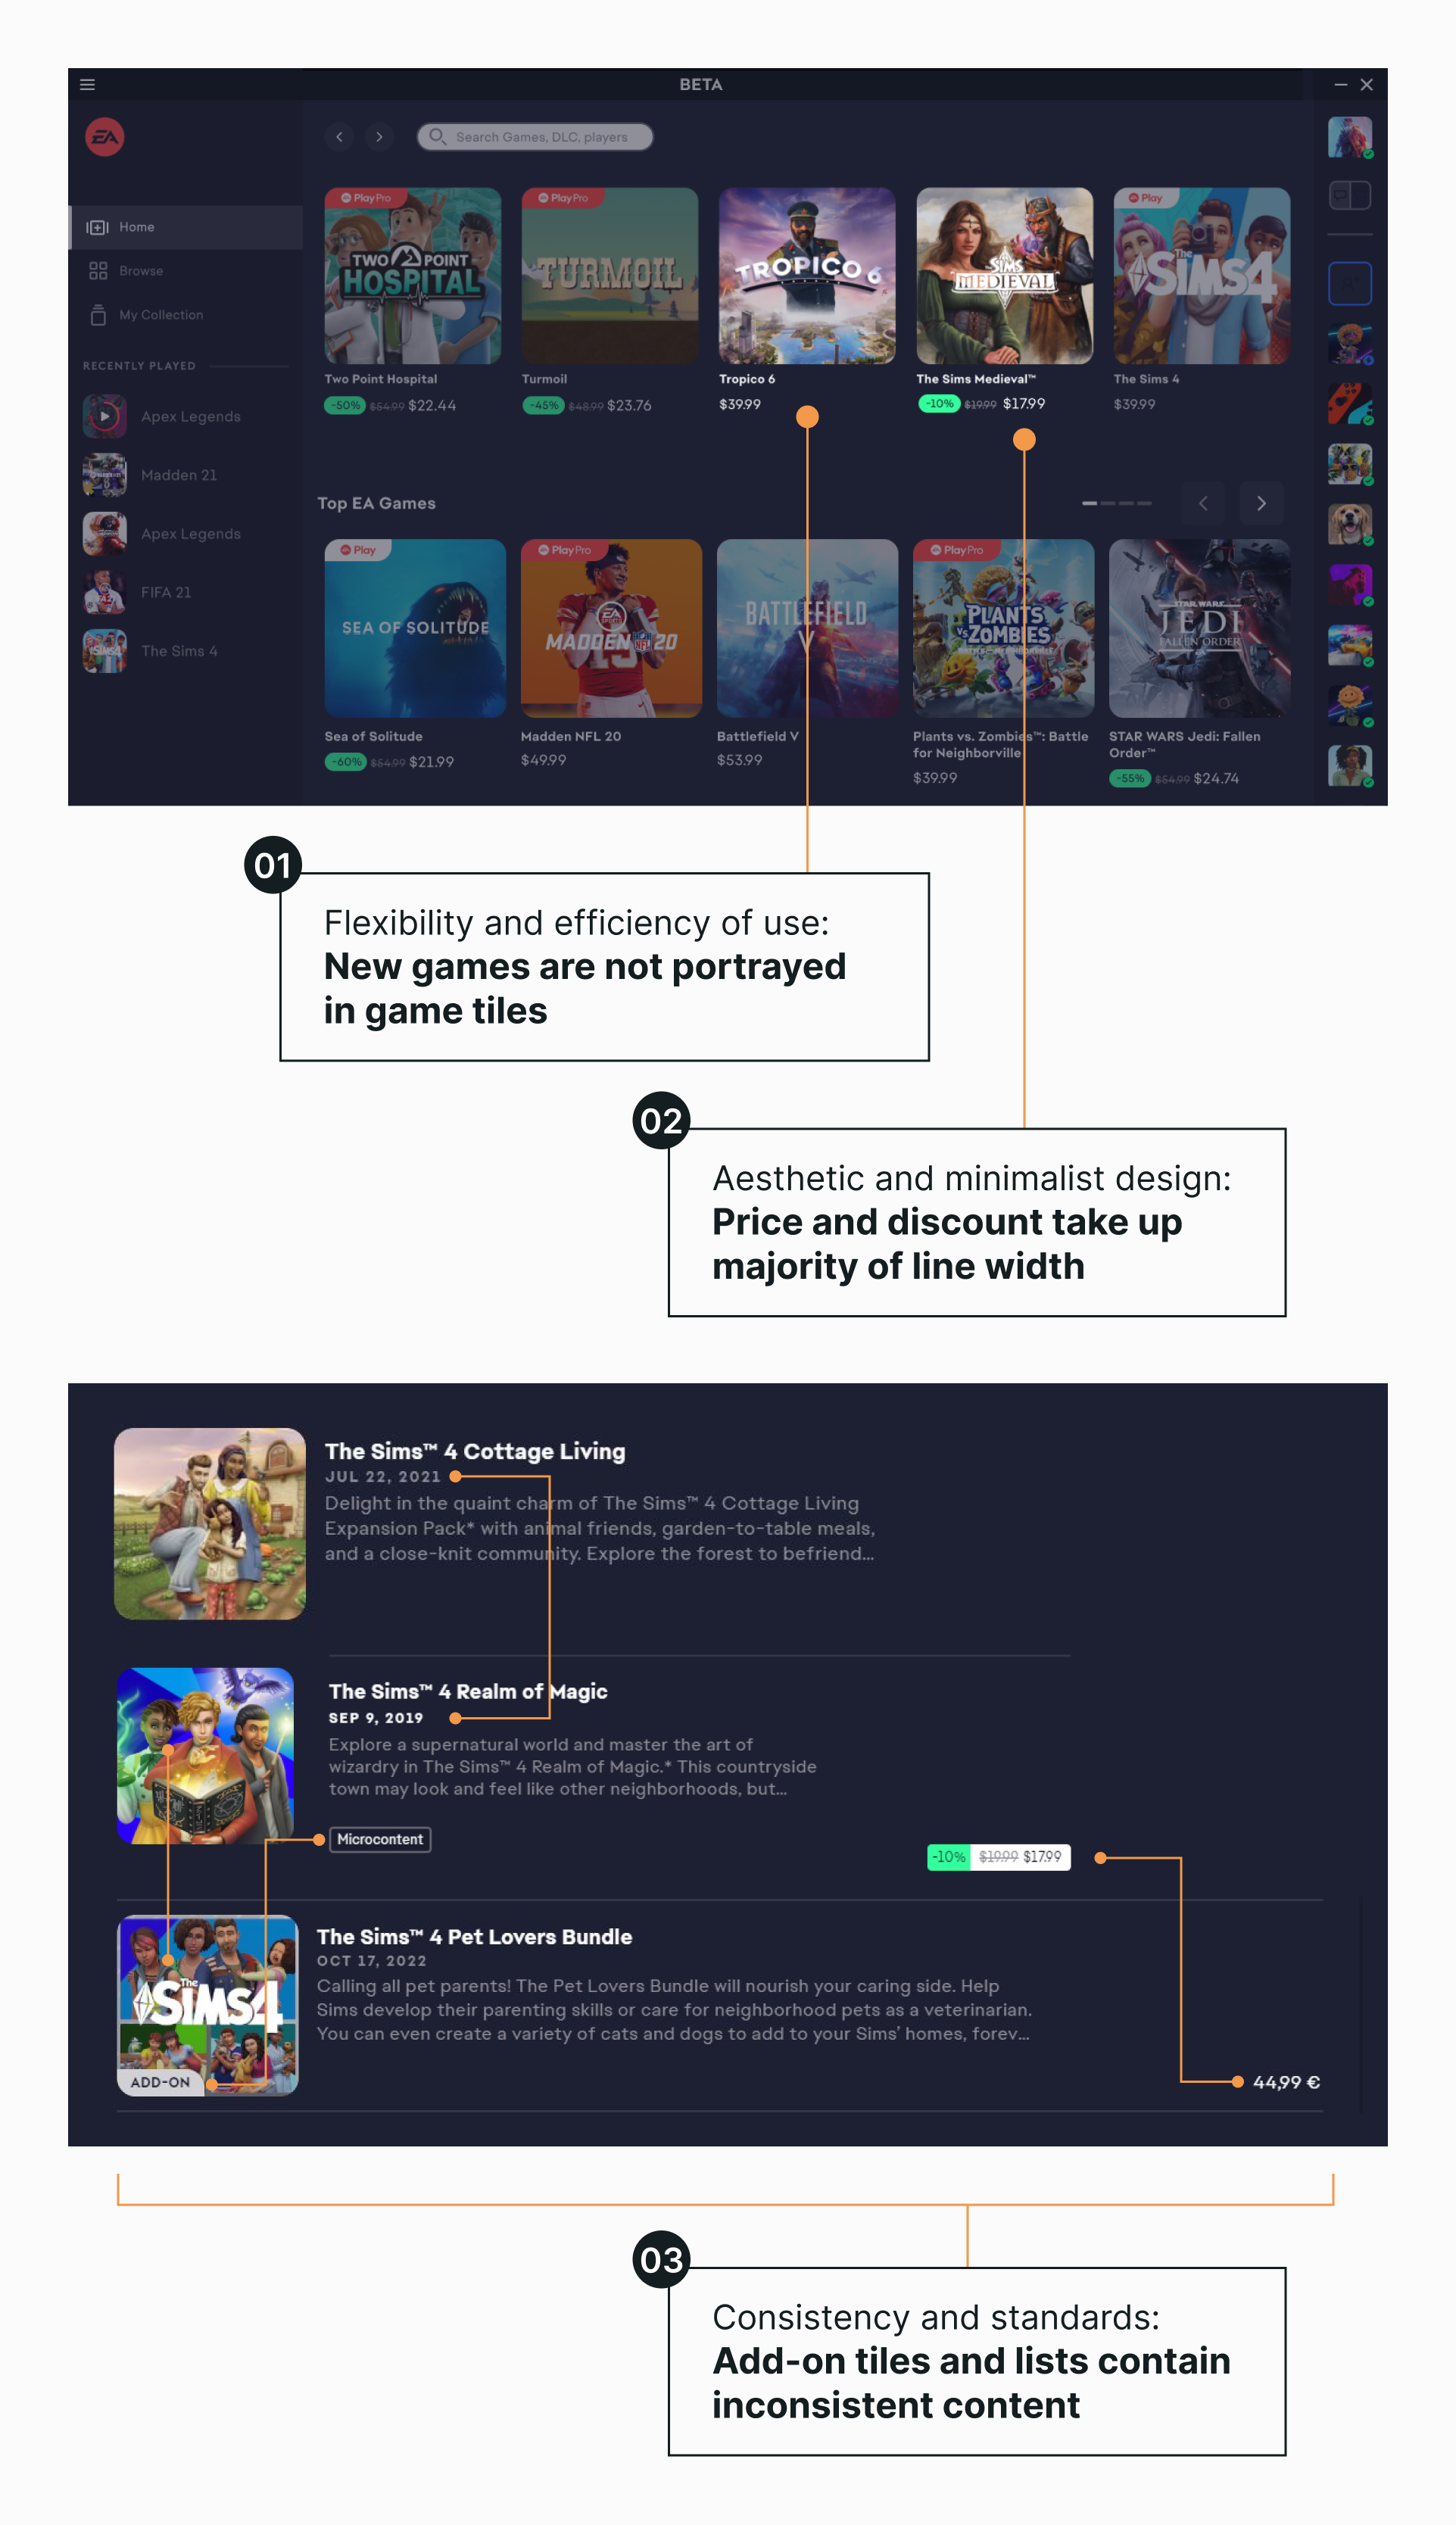 BETA
EA
Search Games, DLC, players
Home
Browse
My Collection
RECENTLY PLAYED
Apex Legends
Madden 21
Apex Legends
FIFA 21
The Sims 4
Play Pro
TWO POINT
HOSPITAL
Two Point Hospital
-50% $54.99 $22.44
Play Pro
TURMOIL
Turmoil
-45% $48.99 $23.76
TROPICO 6
Tropico 6
$39.99
THE SIMS
MEDIEVAL
The Sims Medieval™
-10% $19.99 $17.99
Play
The SIMS 4
The Sims 4
$39.99
Top EA Games
Play
SEA OF SOLITUDE
Sea of Solitude
-60% $54.99 $21.99
Play Pro
EA SPORTS
MADDEN NFL 20
Madden NFL 20
$49.99
BATTLEFIELD
V
Battlefield V
$53.99
Play Pro
PLANTS
VS. ZOMBIES
Plants vs. Zombies™: Battle
for Neighborville
$39.99
STAR WARS
JEDI
FALLEN ORDER
STAR WARS Jedi: Fallen
Order™
-55% $54.99 $24.74
01
Flexibility and efficiency of use:
New games are not portrayed
in game tiles
02
Aesthetic and minimalist design:
Price and discount take up
majority of line width
The Sims™ 4 Cottage Living
JUL 22, 2021
Delight in the quaint charm of The Sims™ 4 Cottage Living
Expansion Pack* with animal friends, garden-to-table meals,
and a close-knit community. Explore the forest to befriend...
The Sims™ 4 Realm of Magic
SEP 9, 2019
Explore a supernatural world and master the art of
wizardry in The Sims™ 4 Realm of Magic.* This countryside
town may look and feel like other neighborhoods, but...
Microcontent
-10% $19.99 $17.99
The SIMS 4
ADD-ON
The Sims™ 4 Pet Lovers Bundle
OCT 17, 2022
Calling all pet parents! The Pet Lovers Bundle will nourish your caring side. Help
Sims develop their parenting skills or care for neighborhood pets as a veterinarian.
You can even create a variety of cats and dogs to add to your Sims' homes, forev...
44,99 €
03
Consistency and standards:
Add-on tiles and lists contain
inconsistent content